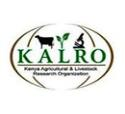 KALRO
Kenya Agricultural & Livestock
Research Organization